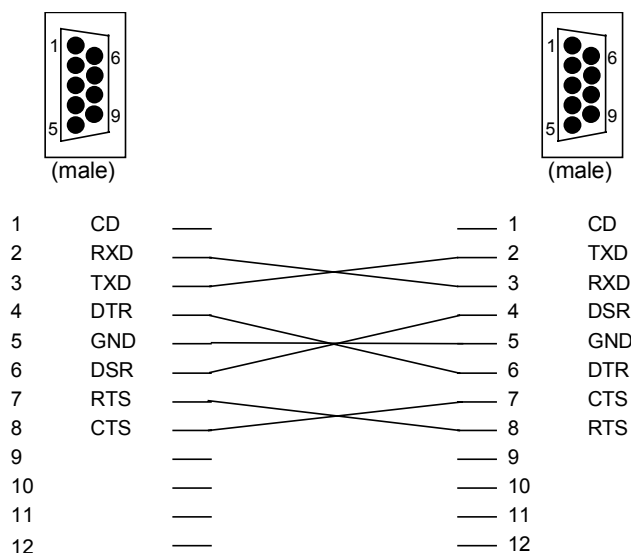 1 6 1 6
5 9 5 9
(male) (male)
1 CD 1 CD
2 RXD 2 TXD
3 TXD 3 RXD
4 DTR 4 DSR
5 GND 5 GND
6 DSR 6 DTR
7 RTS 7 CTS
8 CTS 8 RTS
9 9
10 10
11 11
12 12